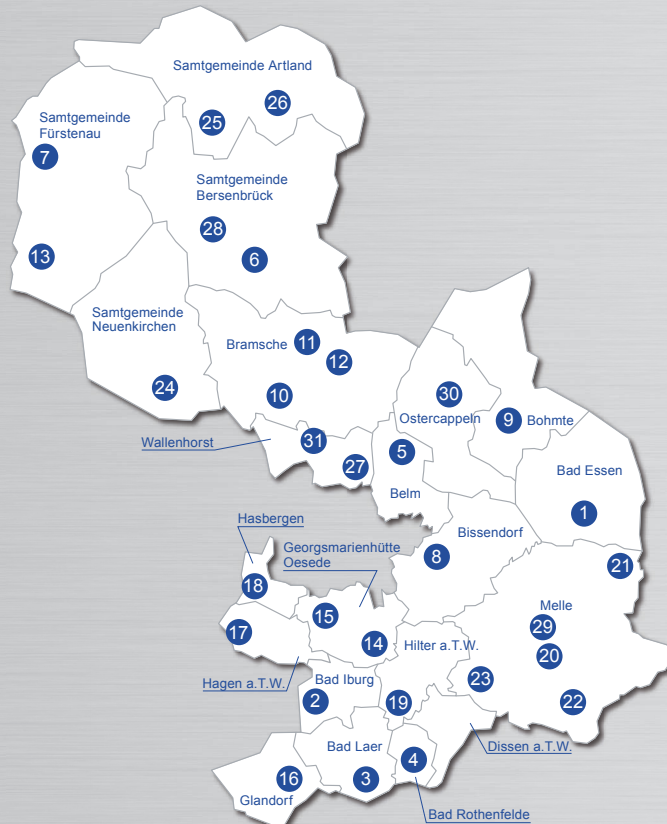 Samtgemeinde Artland
26
25
Samtgemeinde
Fürstenau
7
Samtgemeinde
Bersenbrück
28
6
13
Samtgemeinde
Neuenkirchen
24
Bramsche
11
12
10
30
Ostercappeln
9
Bohmte
Wallenhorst
31
27
5
Belm
Bad Essen
1
Bissendorf
8
21
Hasbergen
18
Georgsmarienhütte
Oesede
15
14
17
Hagen a.T.W.
Melle
29
20
22
Hilter a.T.W.
23
19
Bad Iburg
2
Dissen a.T.W.
Bad Laer
3
4
16
Glandorf
Bad Rothenfelde